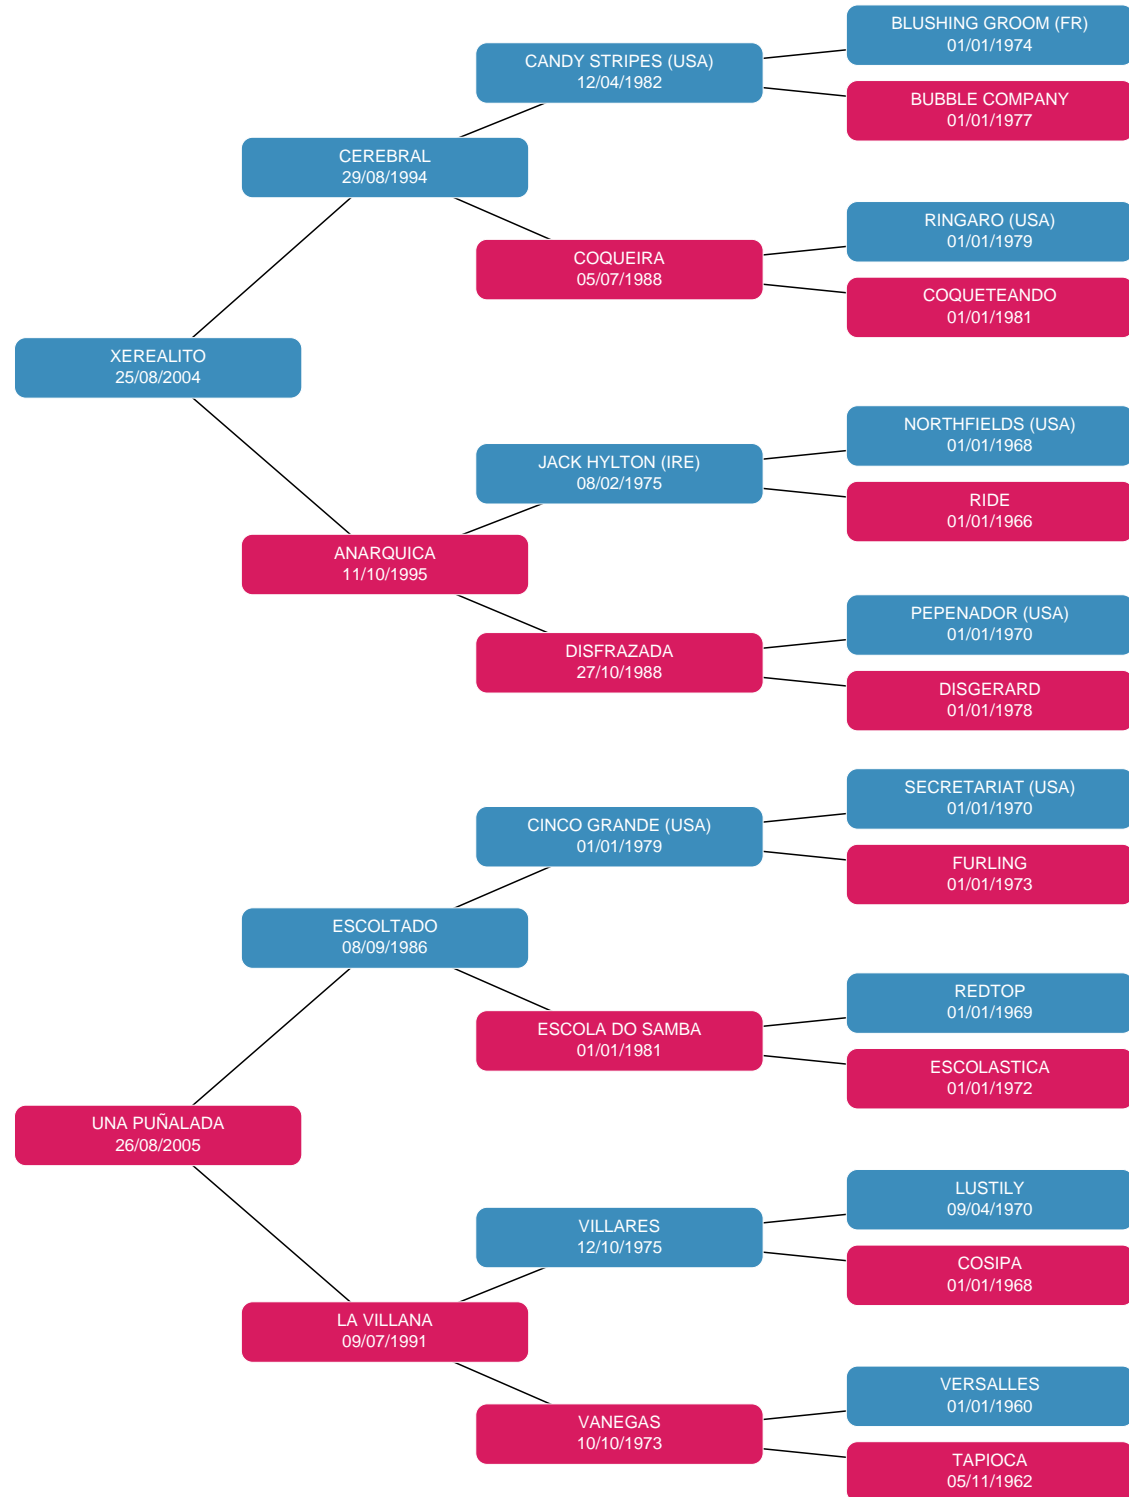 BLUSHING GROOM (FR)
01/01/1974
CANDY STRIPES (USA)
12/04/1982
BUBBLE COMPANY
01/01/1977
CEREBRAL
29/08/1994
RINGARO (USA)
01/01/1979
COQUEIRA
05/07/1988
COQUETEANDO
01/01/1981
XEREALITO
25/08/2004
NORTHFIELDS (USA)
01/01/1968
JACK HYLTON (IRE)
08/02/1975
RIDE
01/01/1966
ANARQUICA
11/10/1995
PEPENADOR (USA)
01/01/1970
DISFRAZADA
27/10/1988
DISGERARD
01/01/1978
SECRETARIAT (USA)
01/01/1970
CINCO GRANDE (USA)
01/01/1979
FURLING
01/01/1973
ESCOLTADO
08/09/1986
REDTOP
01/01/1969
ESCOLA DO SAMBA
01/01/1981
ESCOLASTICA
01/01/1972
UNA PUÑALADA
26/08/2005
LUSTILY
09/04/1970
VILLARES
12/10/1975
COSIPA
01/01/1968
LA VILLANA
09/07/1991
VERSALLES
01/01/1960
VANEGAS
10/10/1973
TAPIOCA
05/11/1962